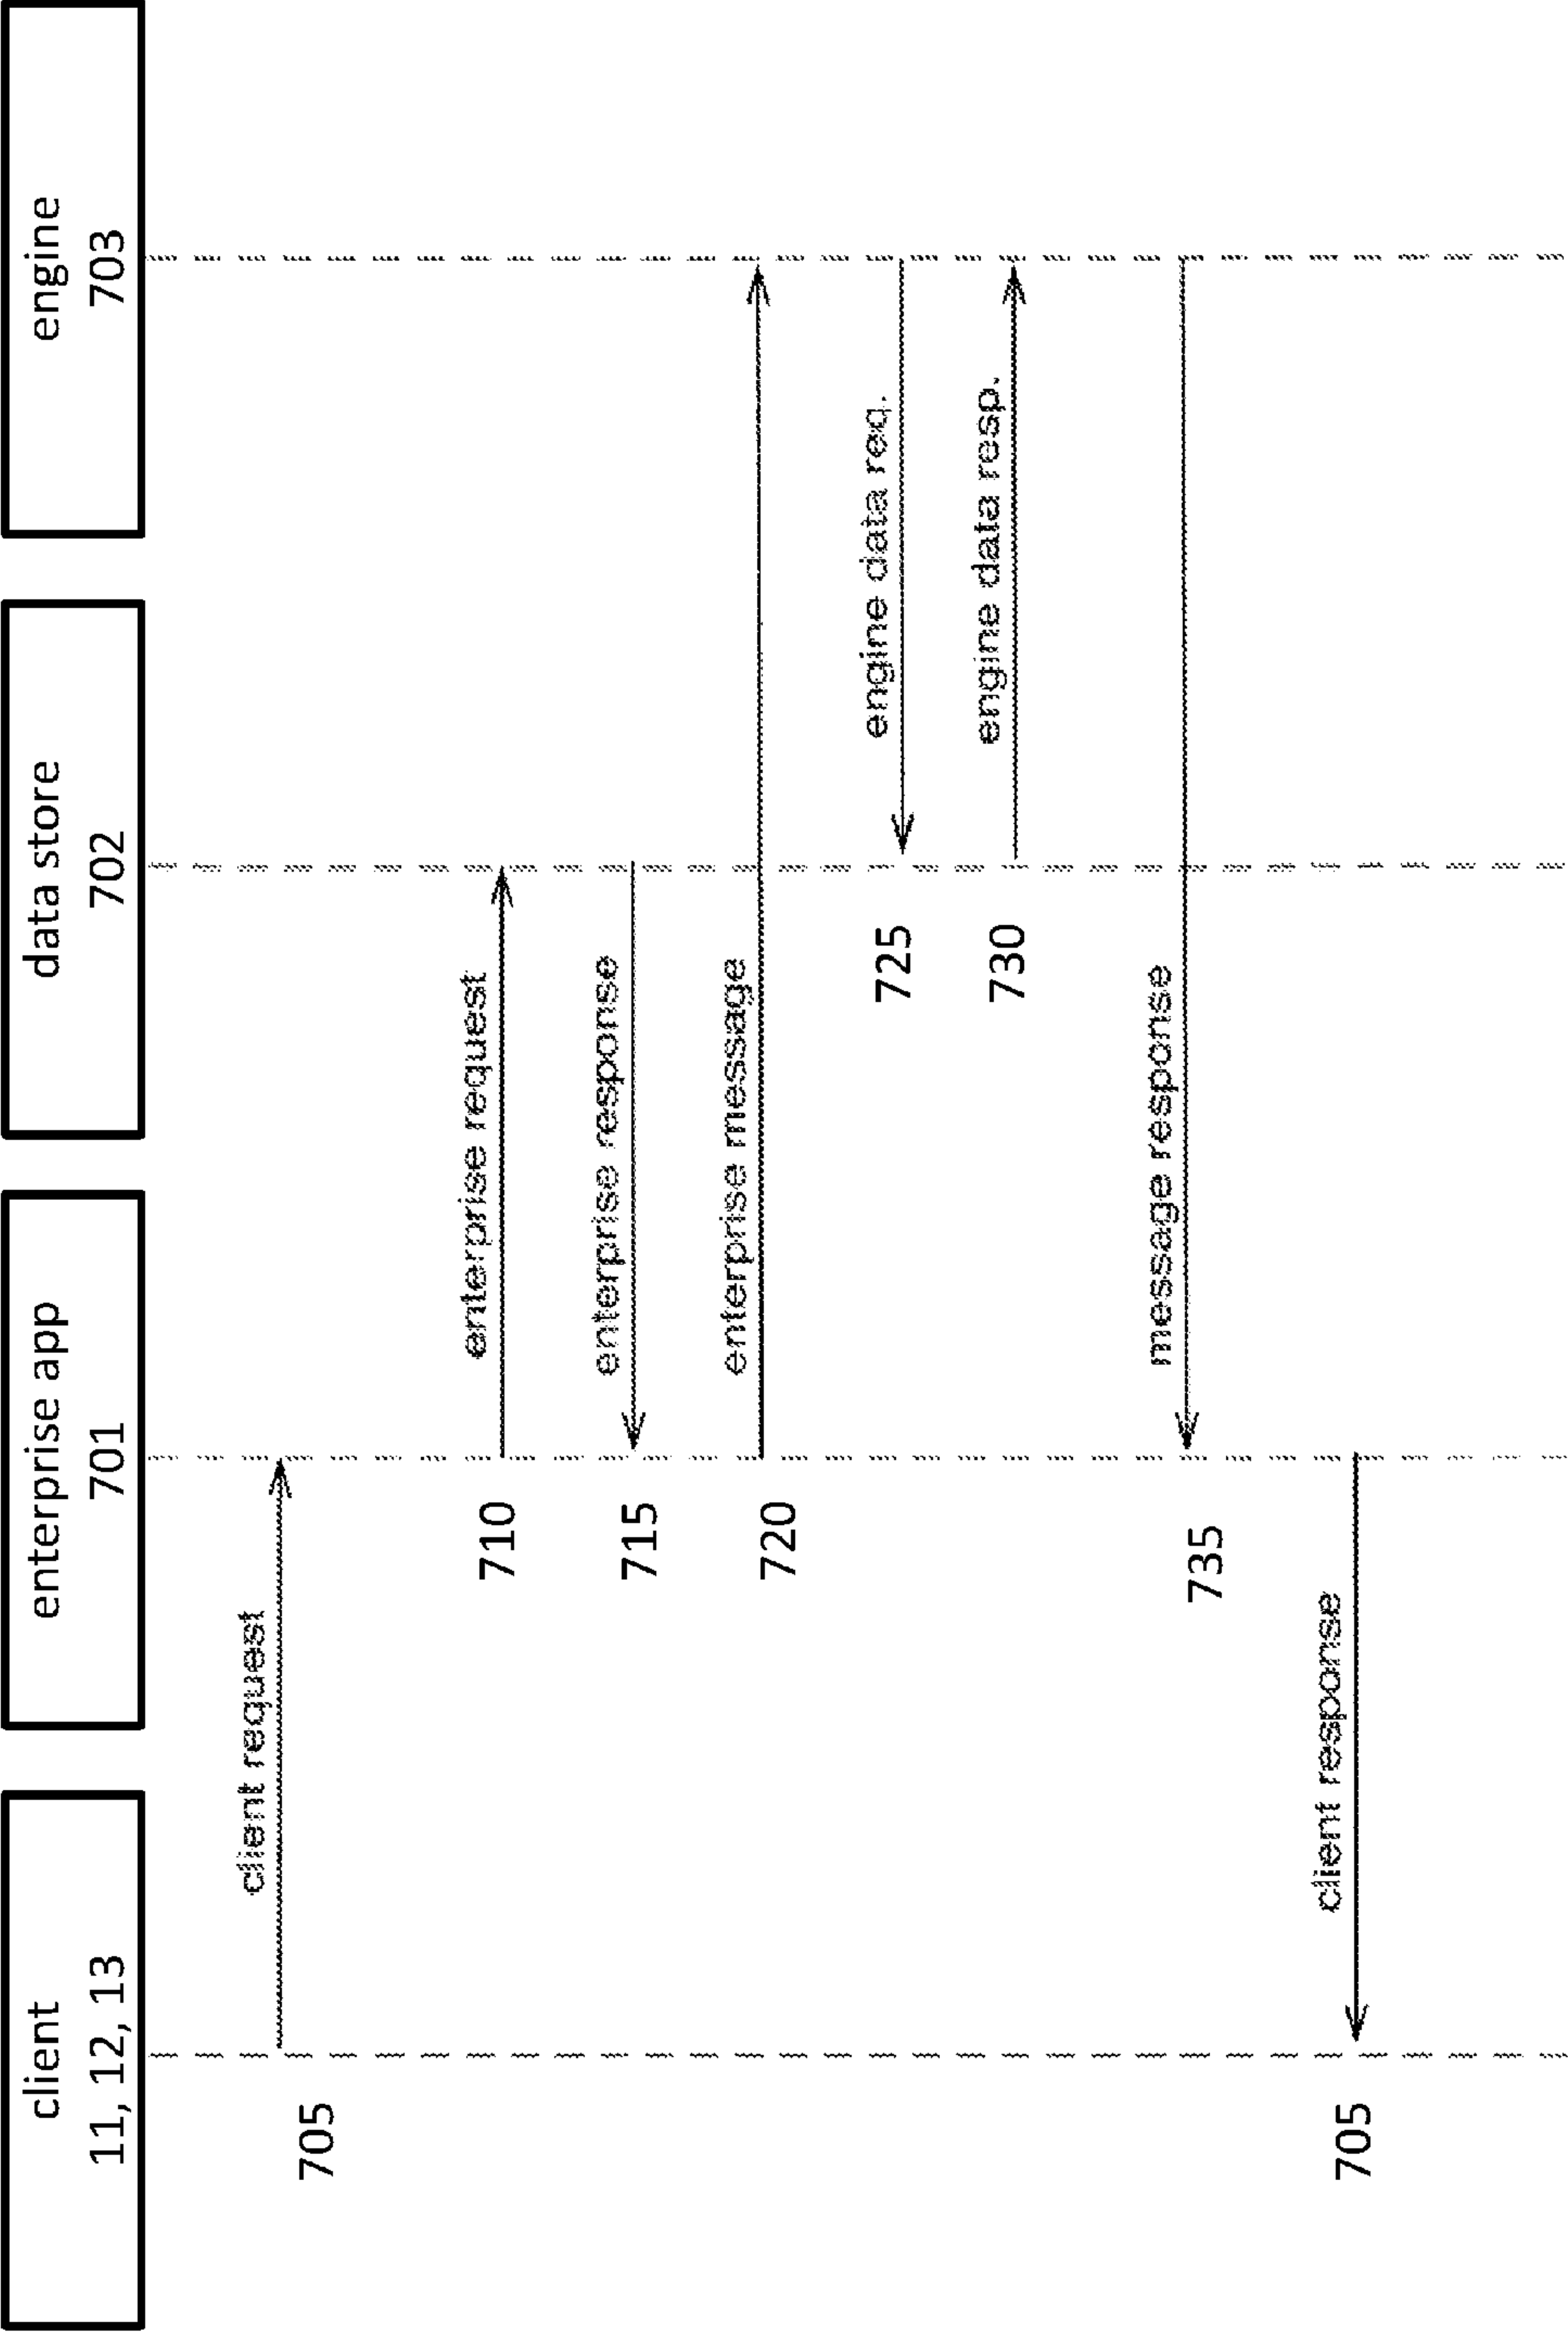 client
11, 12, 13
enterprise app
701
data store
702
engine
703
client request
705
enterprise request
710
enterprise response
715
enterprise message
720
engine data req.
725
engine data resp.
730
message response
735
client response
705